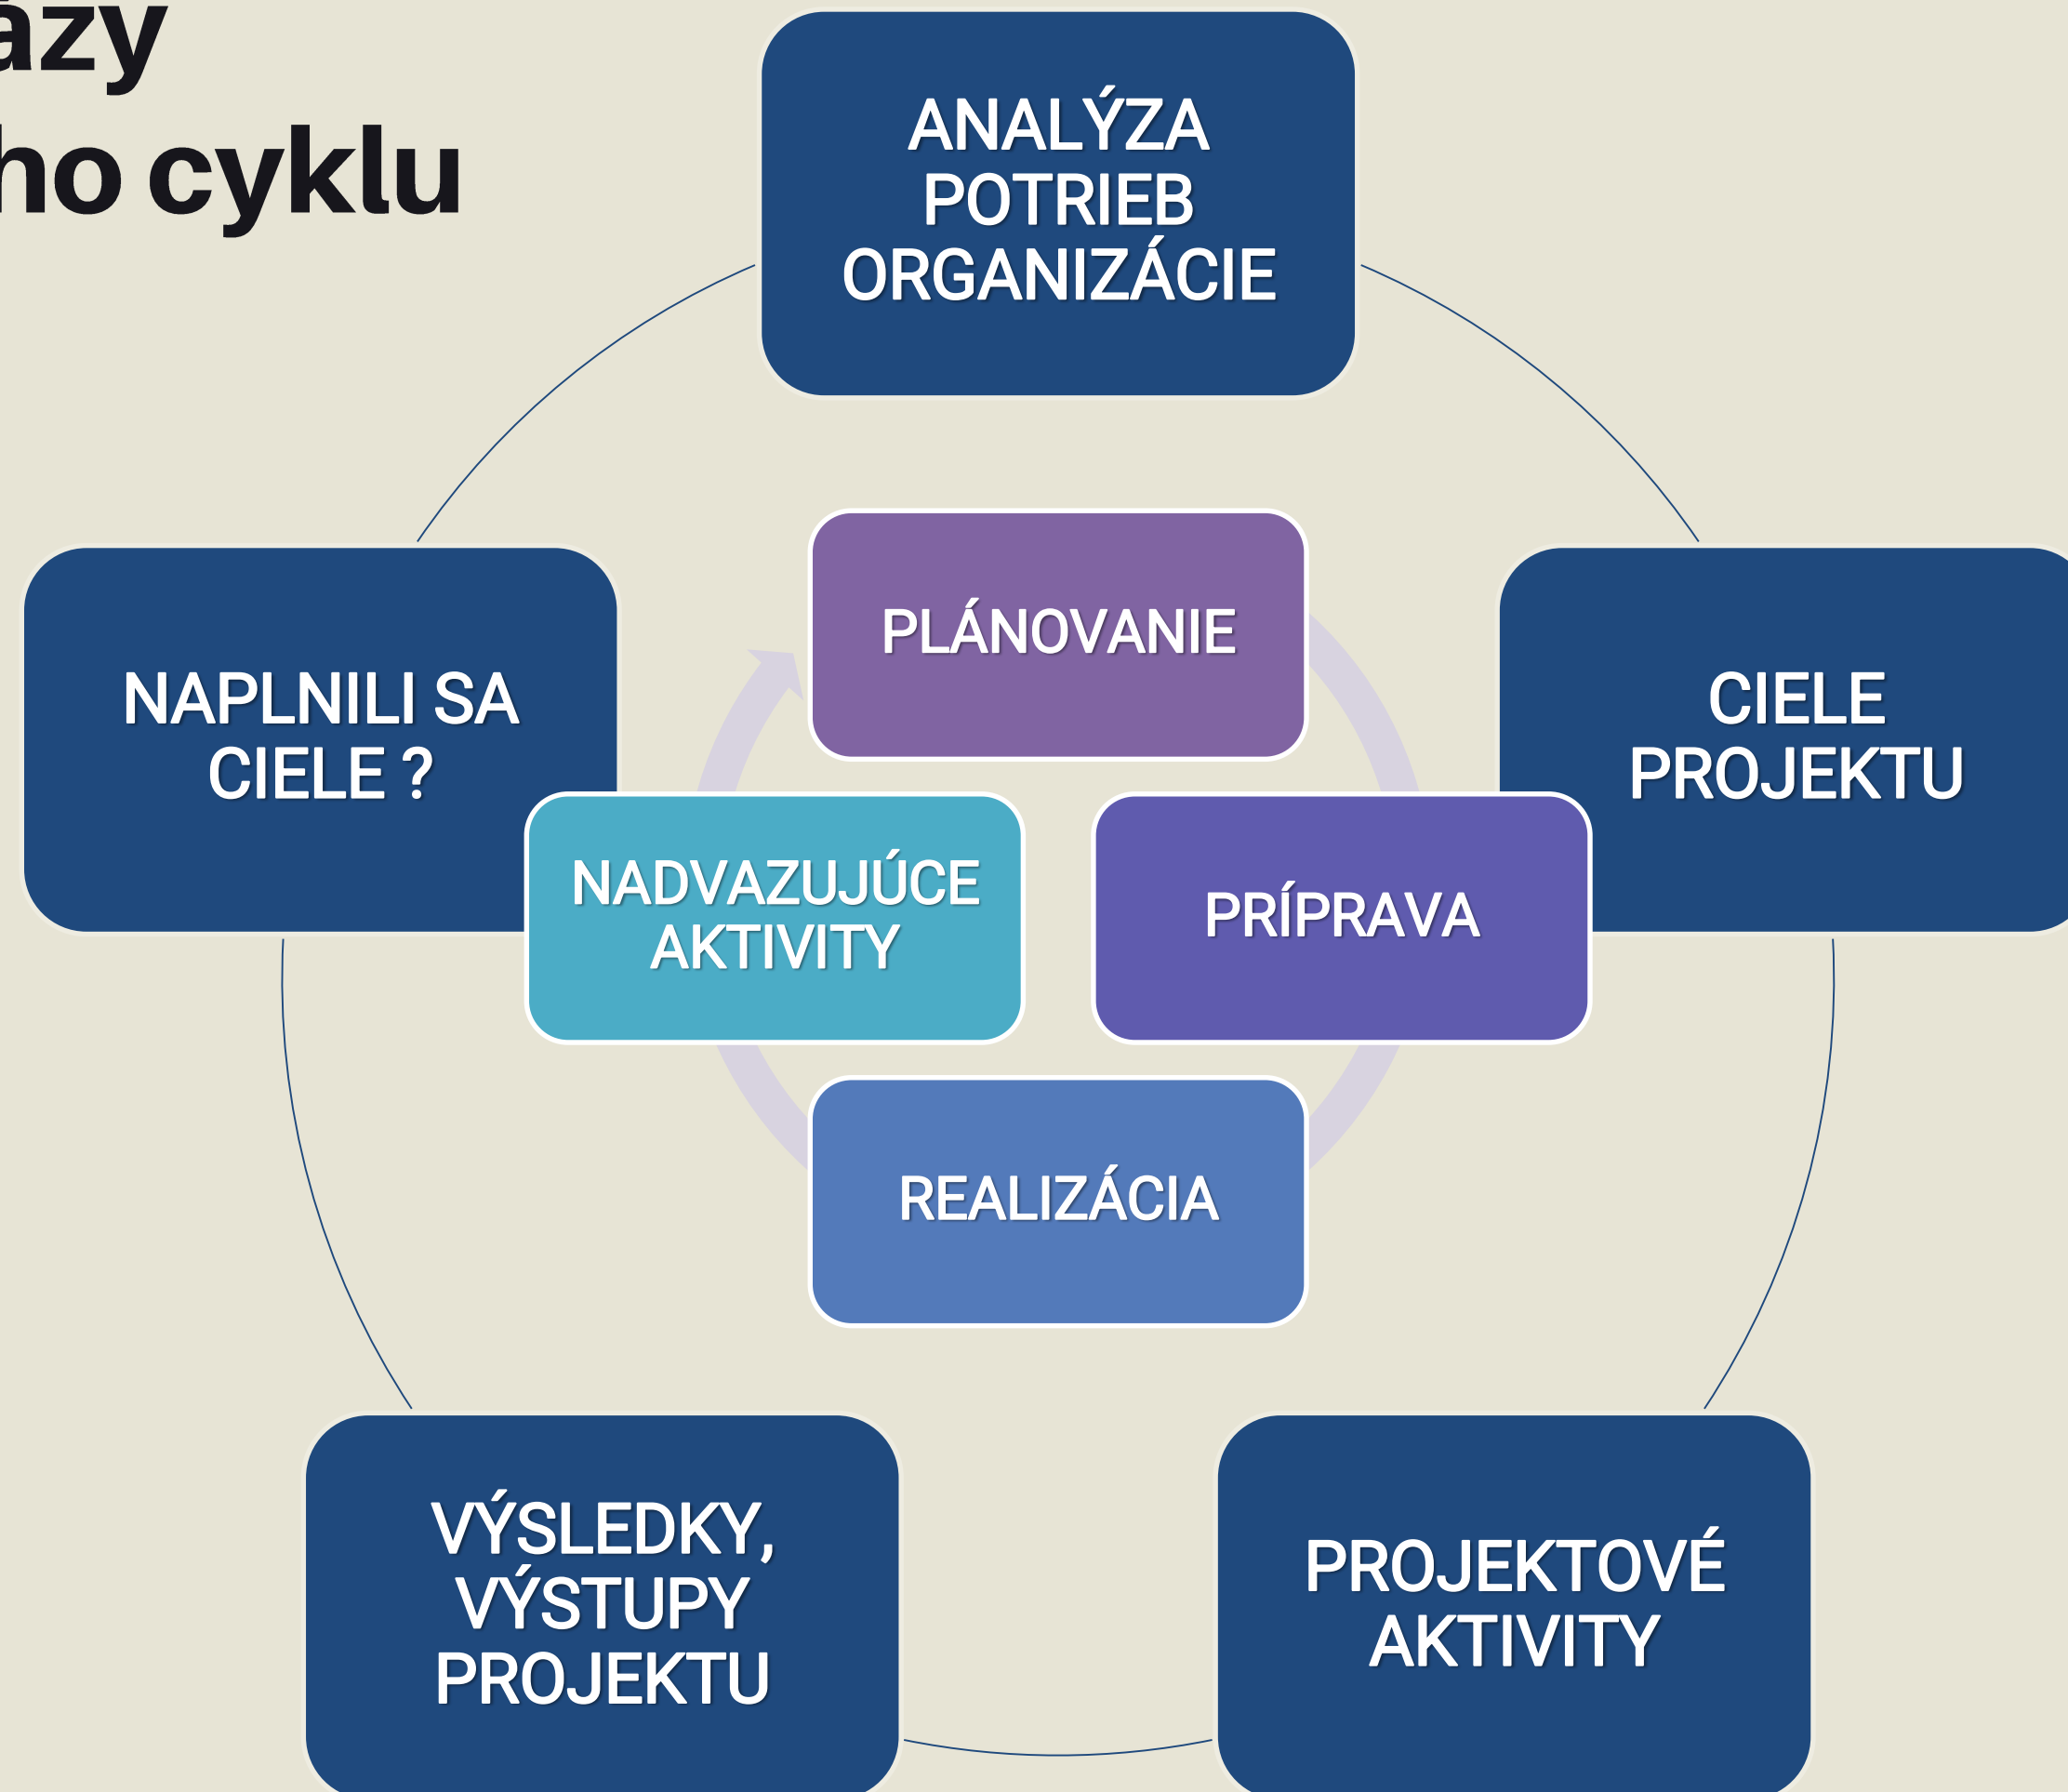 ázy
ho cyklu
ANALÝZA
POTRIEB
ORGANIZÁCIE
PLÁNOVANIE
NAPLNILI SA
CIELE ?
CIELE
PROJEKTU
NADVAZUJÚCE
AKTIVITY
PRÍPRAVA
REALIZÁCIA
VÝSLEDKY,
VÝSTUPY
PROJEKTU
PROJEKTOVÉ
AKTIVITY